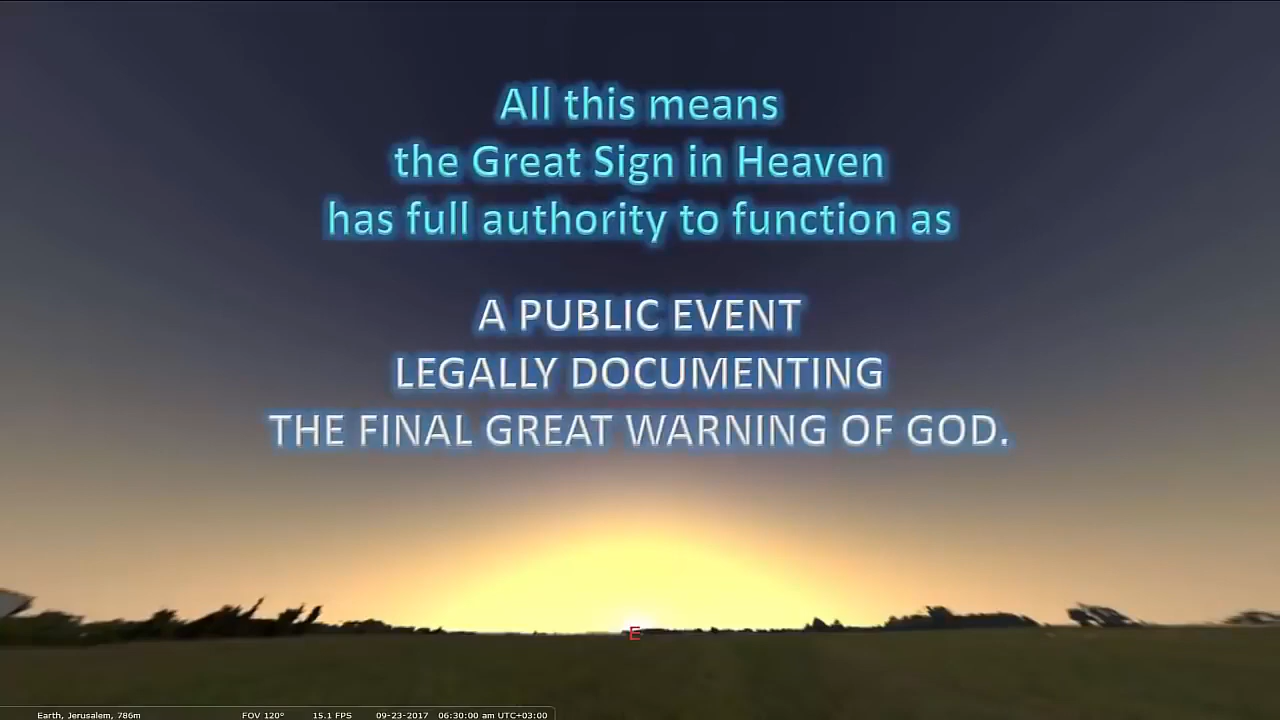 All this means
the Great Sign in Heaven
has full authority to function as
A PUBLIC EVENT
LEGALLY DOCUMENTING
THE FINAL GREAT WARNING OF GOD.
E
Earth, Jerusalem, 786m FOV 120° 15.1 FPS 09-23-2017 06:30:00 am UTC+03:00